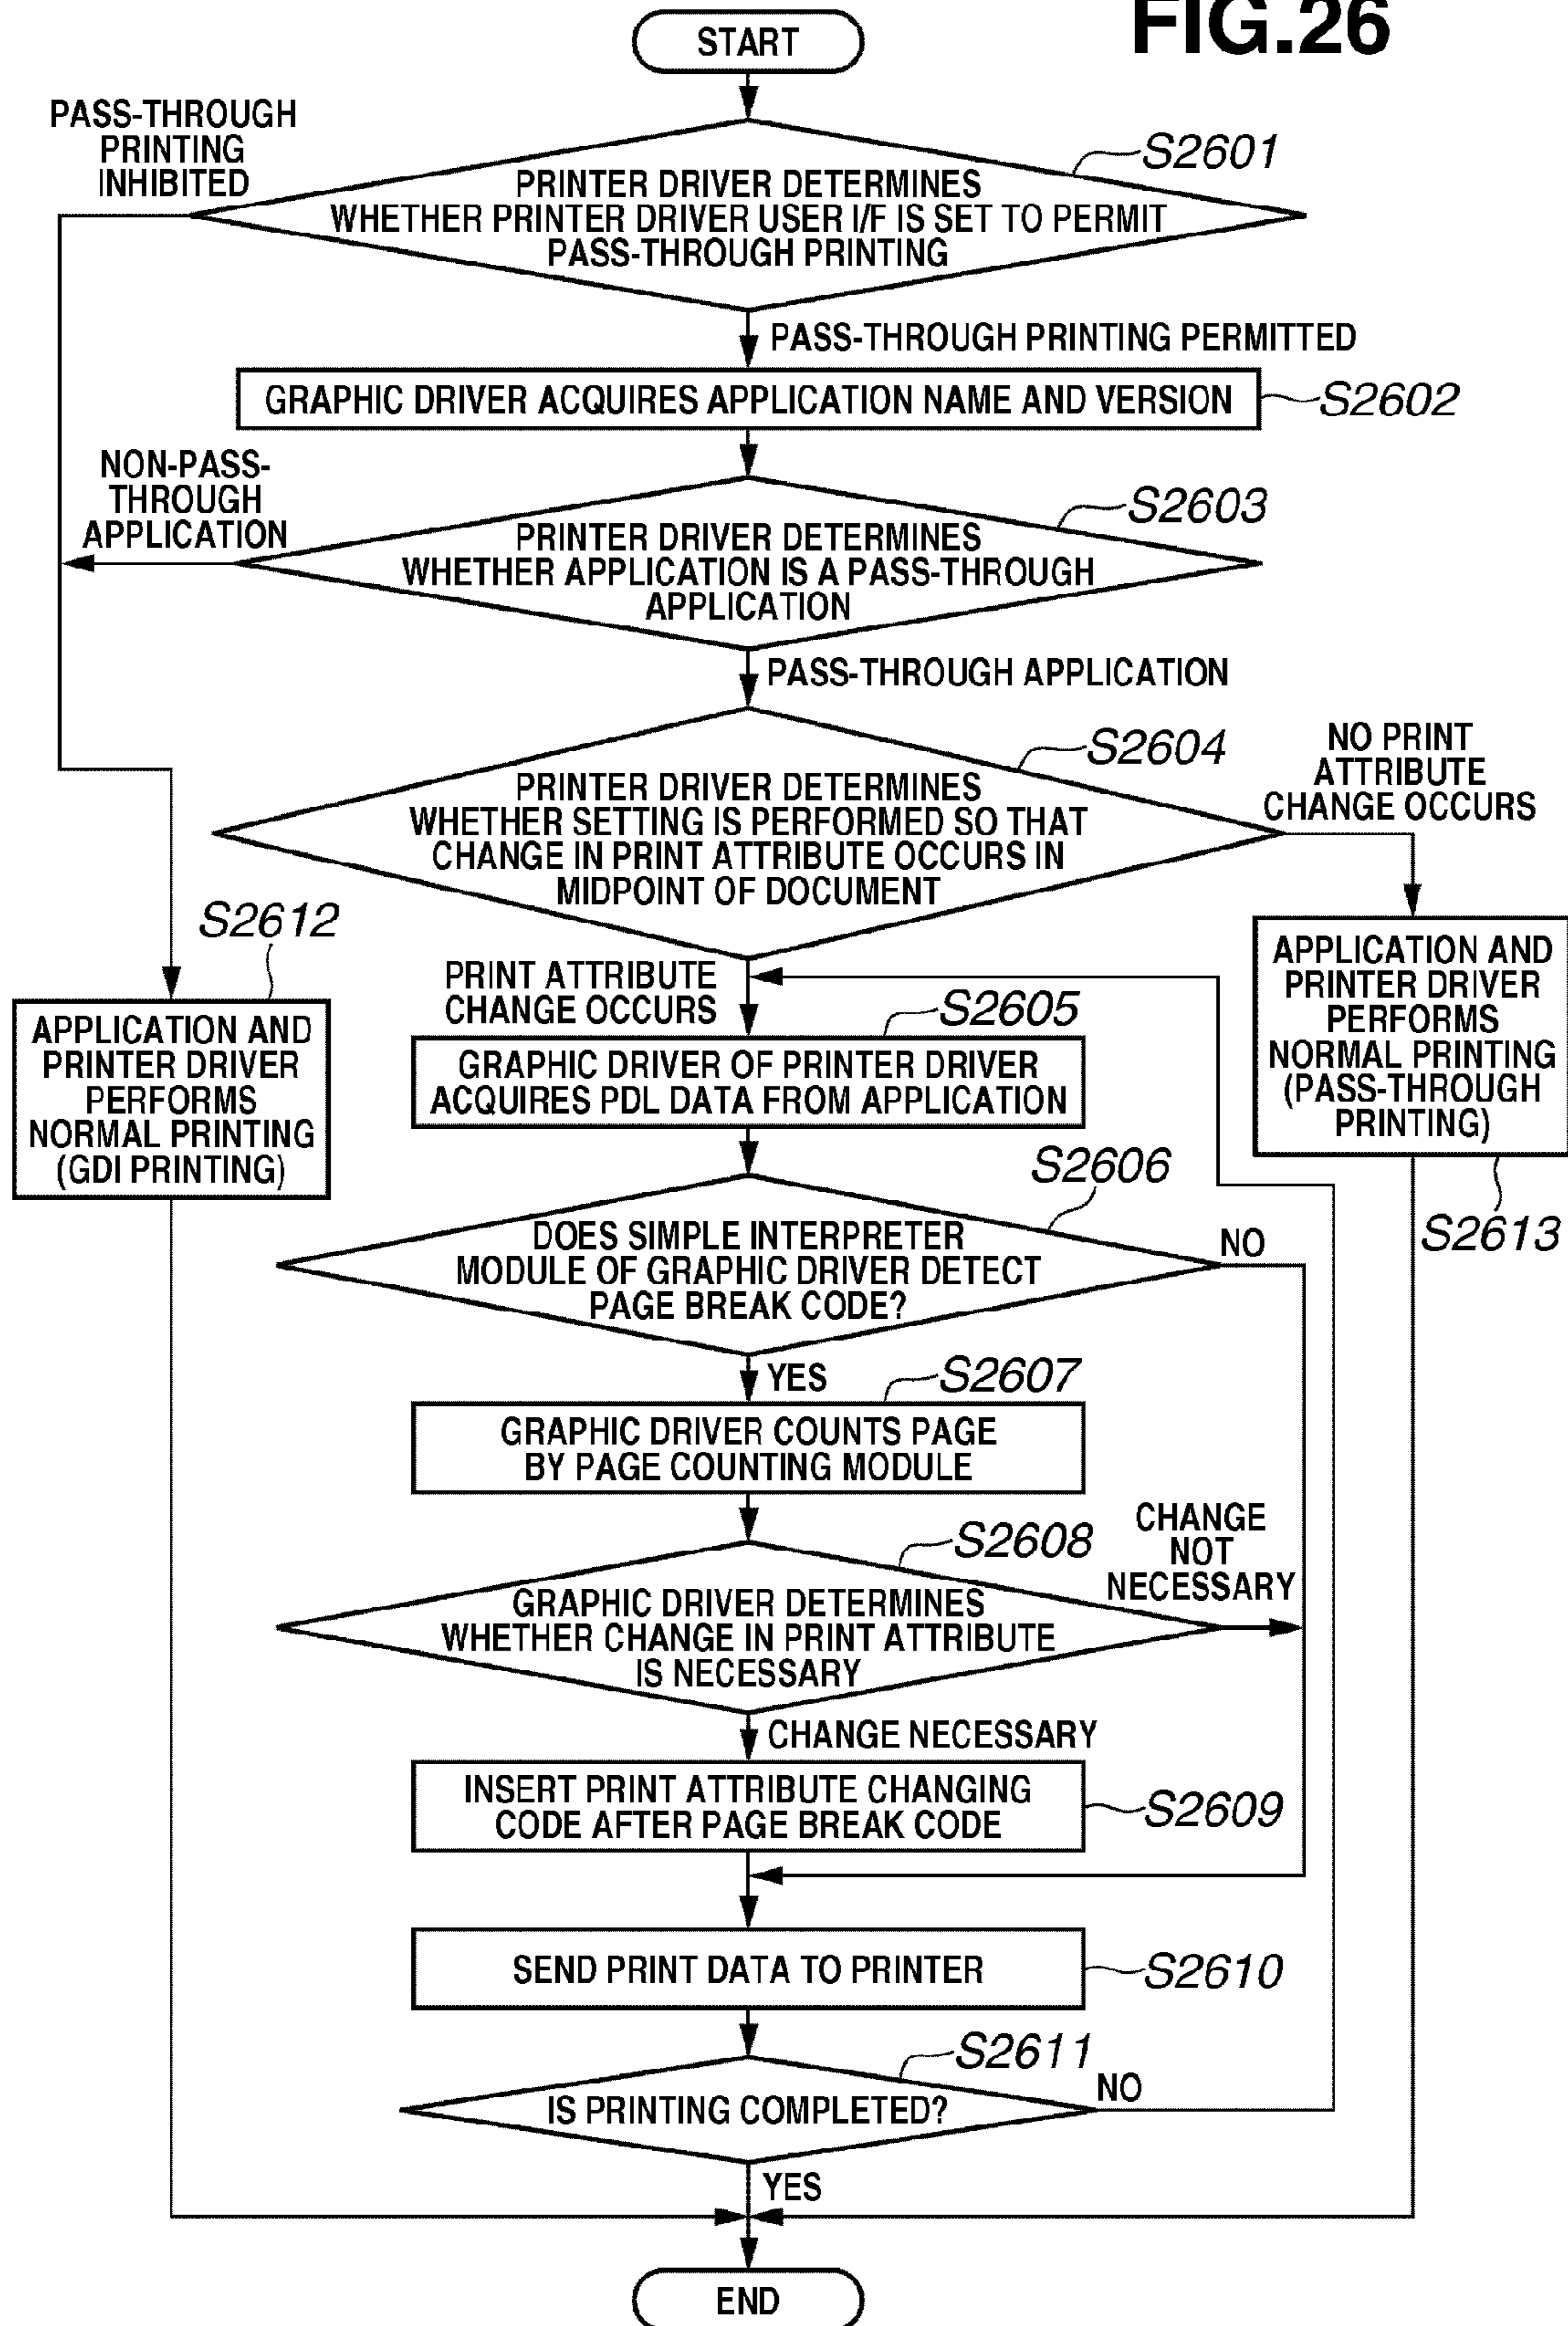 FIG.26
START
PASS-THROUGH
PRINTING
INHIBITED
S2601
PRINTER DRIVER DETERMINES
WHETHER PRINTER DRIVER USER I/F IS SET TO PERMIT
PASS-THROUGH PRINTING
PASS-THROUGH PRINTING PERMITTED
GRAPHIC DRIVER ACQUIRES APPLICATION NAME AND VERSION
S2602
NON-PASS-
THROUGH
APPLICATION
S2603
PRINTER DRIVER DETERMINES
WHETHER APPLICATION IS A PASS-THROUGH
APPLICATION
PASS-THROUGH APPLICATION
S2604
NO PRINT
ATTRIBUTE
CHANGE OCCURS
PRINTER DRIVER DETERMINES
WHETHER SETTING IS PERFORMED SO THAT
CHANGE IN PRINT ATTRIBUTE OCCURS IN
MIDPOINT OF DOCUMENT
S2612
APPLICATION AND
PRINTER DRIVER
PERFORMS
NORMAL PRINTING
(GDI PRINTING)
PRINT ATTRIBUTE
CHANGE OCCURS
S2605
GRAPHIC DRIVER OF PRINTER DRIVER
ACQUIRES PDL DATA FROM APPLICATION
APPLICATION AND
PRINTER DRIVER
PERFORMS
NORMAL PRINTING
(PASS-THROUGH
PRINTING)
S2613
S2606
DOES SIMPLE INTERPRETER
MODULE OF GRAPHIC DRIVER DETECT
PAGE BREAK CODE?
NO
YES
S2607
GRAPHIC DRIVER COUNTS PAGE
BY PAGE COUNTING MODULE
S2608
CHANGE
NOT
NECESSARY
GRAPHIC DRIVER DETERMINES
WHETHER CHANGE IN PRINT ATTRIBUTE
IS NECESSARY
CHANGE NECESSARY
INSERT PRINT ATTRIBUTE CHANGING
CODE AFTER PAGE BREAK CODE
S2609
SEND PRINT DATA TO PRINTER
S2610
S2611
IS PRINTING COMPLETED?
NO
YES
END